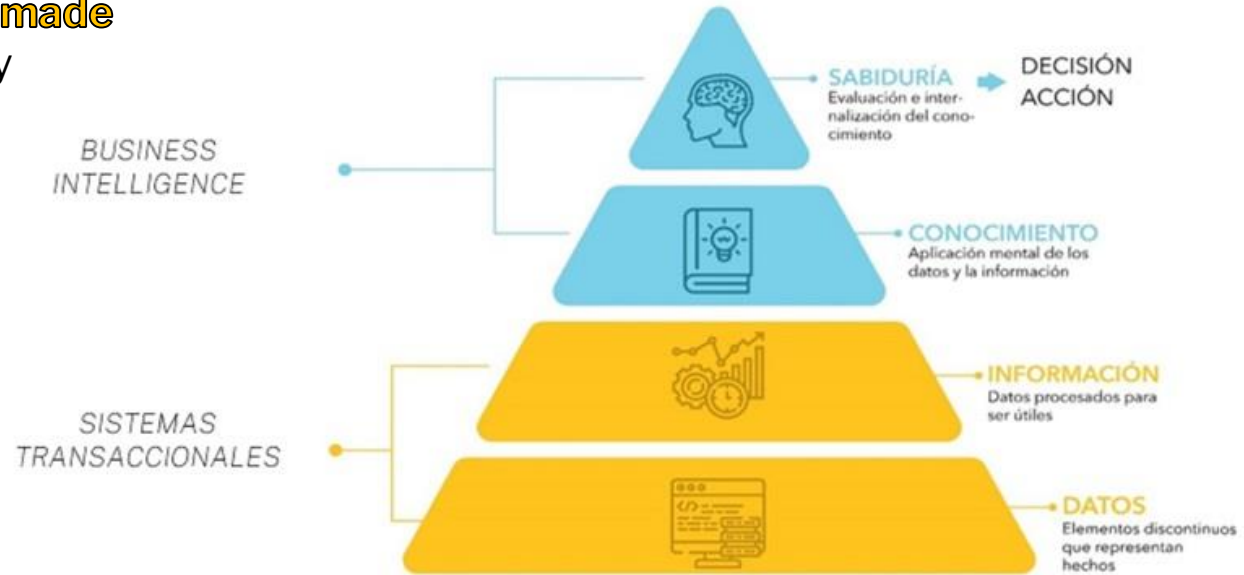 made
y
SABIDURÍA
Evaluación e inter-
nalización del cono-
cimiento
DECISIÓN
ACCIÓN
BUSINESS
INTELLIGENCE
CONOCIMIENTO
Aplicación mental de los
datos y la información
INFORMACIÓN
Datos procesados para
ser útiles
SISTEMAS
TRANSACCIONALES
DATOS
Elementos discontinuos
que representan
hechos